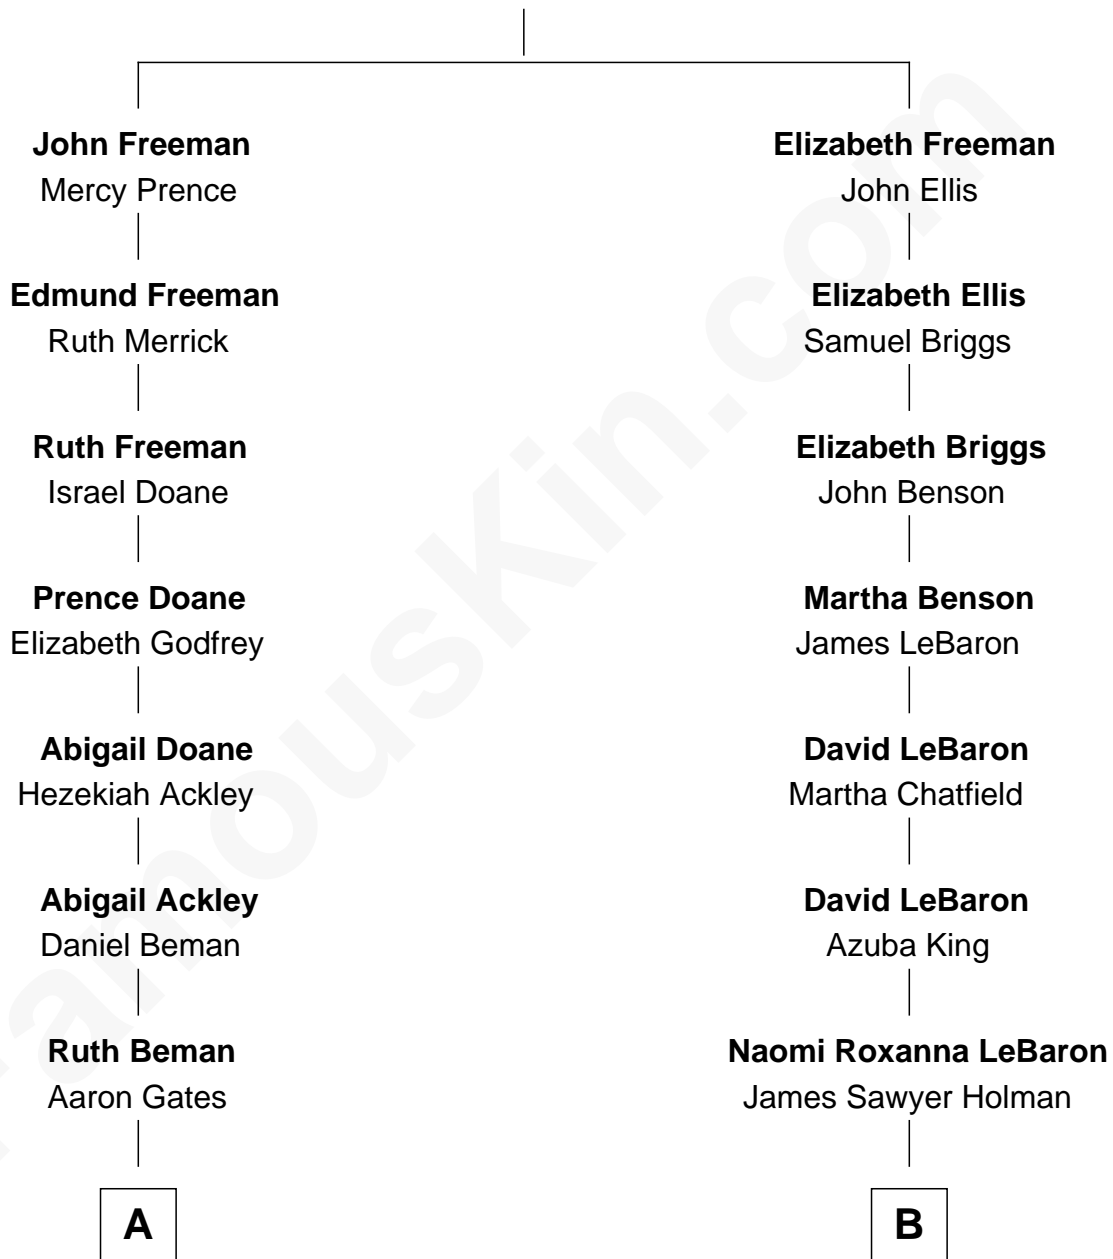 John Freeman
Mercy Prence
Elizabeth Freeman
John Ellis
Edmund Freeman
Ruth Merrick
Elizabeth Ellis
Samuel Briggs
Ruth Freeman
Israel Doane
Elizabeth Briggs
John Benson
Prence Doane
Elizabeth Godfrey
Martha Benson
James LeBaron
Abigail Doane
Hezekiah Ackley
David LeBaron
Martha Chatfield
Abigail Ackley
Daniel Beman
David LeBaron
Azuba King
Ruth Beman
Aaron Gates
Naomi Roxanna LeBaron
James Sawyer Holman
A
B
FamousKin.com